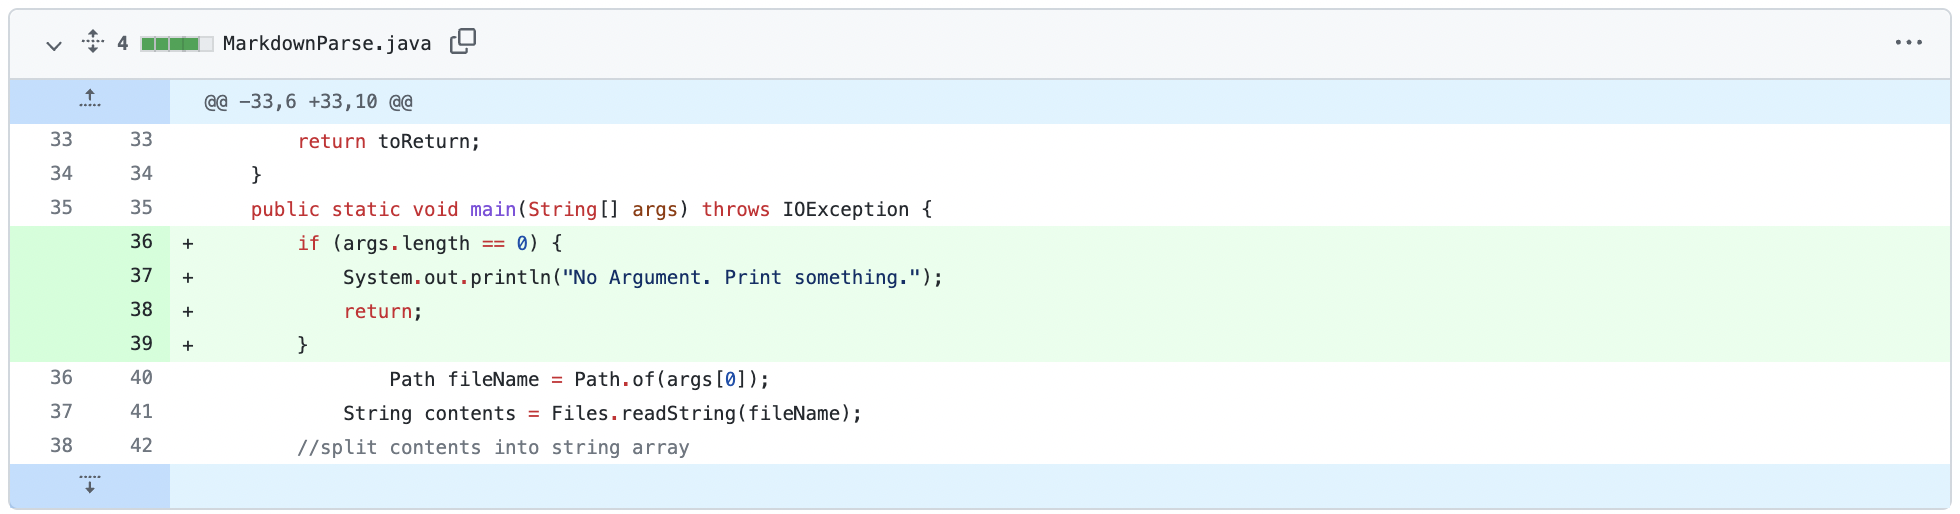 4 MarkdownParse.java
@@ -33,6 +33,10 @@
33 33 return toReturn;
34 34 }
35 35 public static void main(String[] args) throws IOException {
36 + if (args.length == 0) {
37 + System.out.println("No Argument. Print something.");
38 + return;
39 + }
36 40 Path fileName = Path.of(args[0]);
37 41 String contents = Files.readString(fileName);
38 42 //split contents into string array